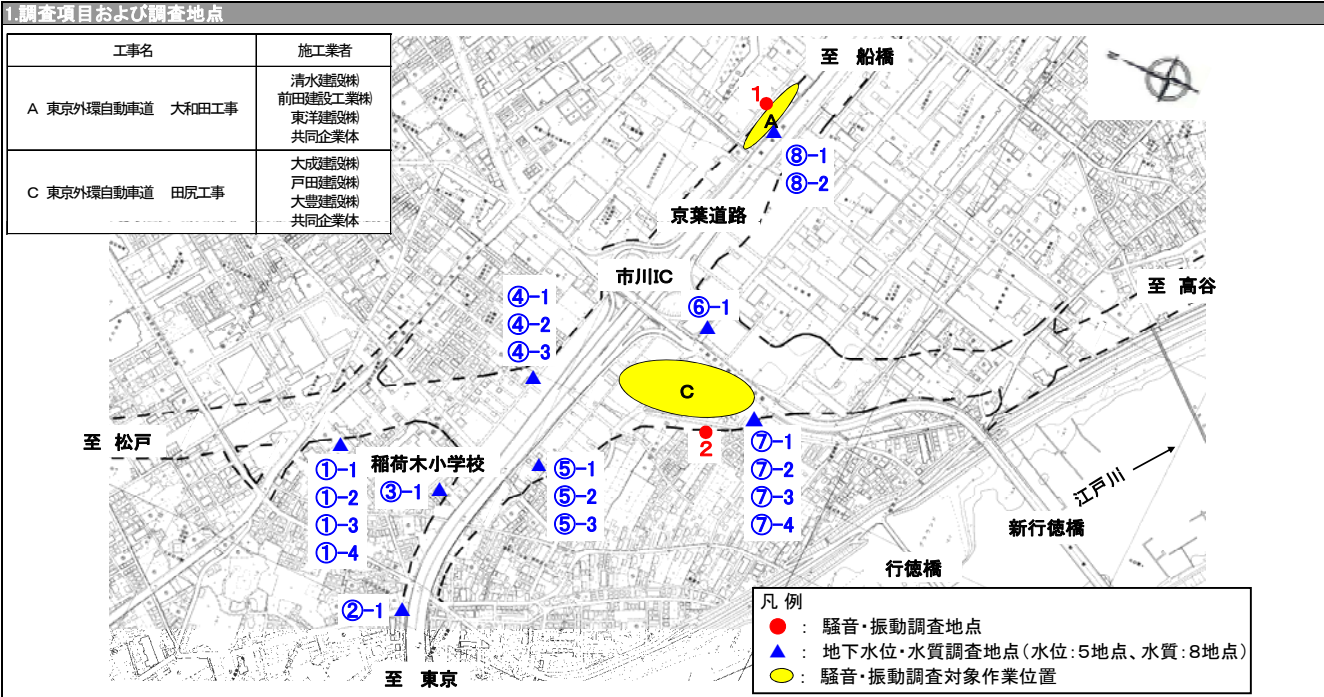 1.調査項目および調査地点
工事名
施工業者
A 東京外環自動車道 大和田工事
清水建設㈱
前田建設工業㈱
東洋建設㈱
共同企業体
C 東京外環自動車道 田尻工事
大成建設㈱
戸田建設㈱
大豊建設㈱
共同企業体
至 船橋
N
1
A
⑧-1
⑧-2
京葉道路
市川IC
至 高谷
④-1
④-2
④-3
⑥-1
C
至 松戸
2
①-1
①-2
①-3
①-4
稲荷木小学校
③-1
⑤-1
⑤-2
⑤-3
⑦-1
⑦-2
⑦-3
⑦-4
江戸川
新行徳橋
行徳橋
②-1
至 東京
凡 例
: 騒音・振動調査地点
: 地下水位・水質調査地点(水位:5地点、水質:8地点)
: 騒音・振動調査対象作業位置